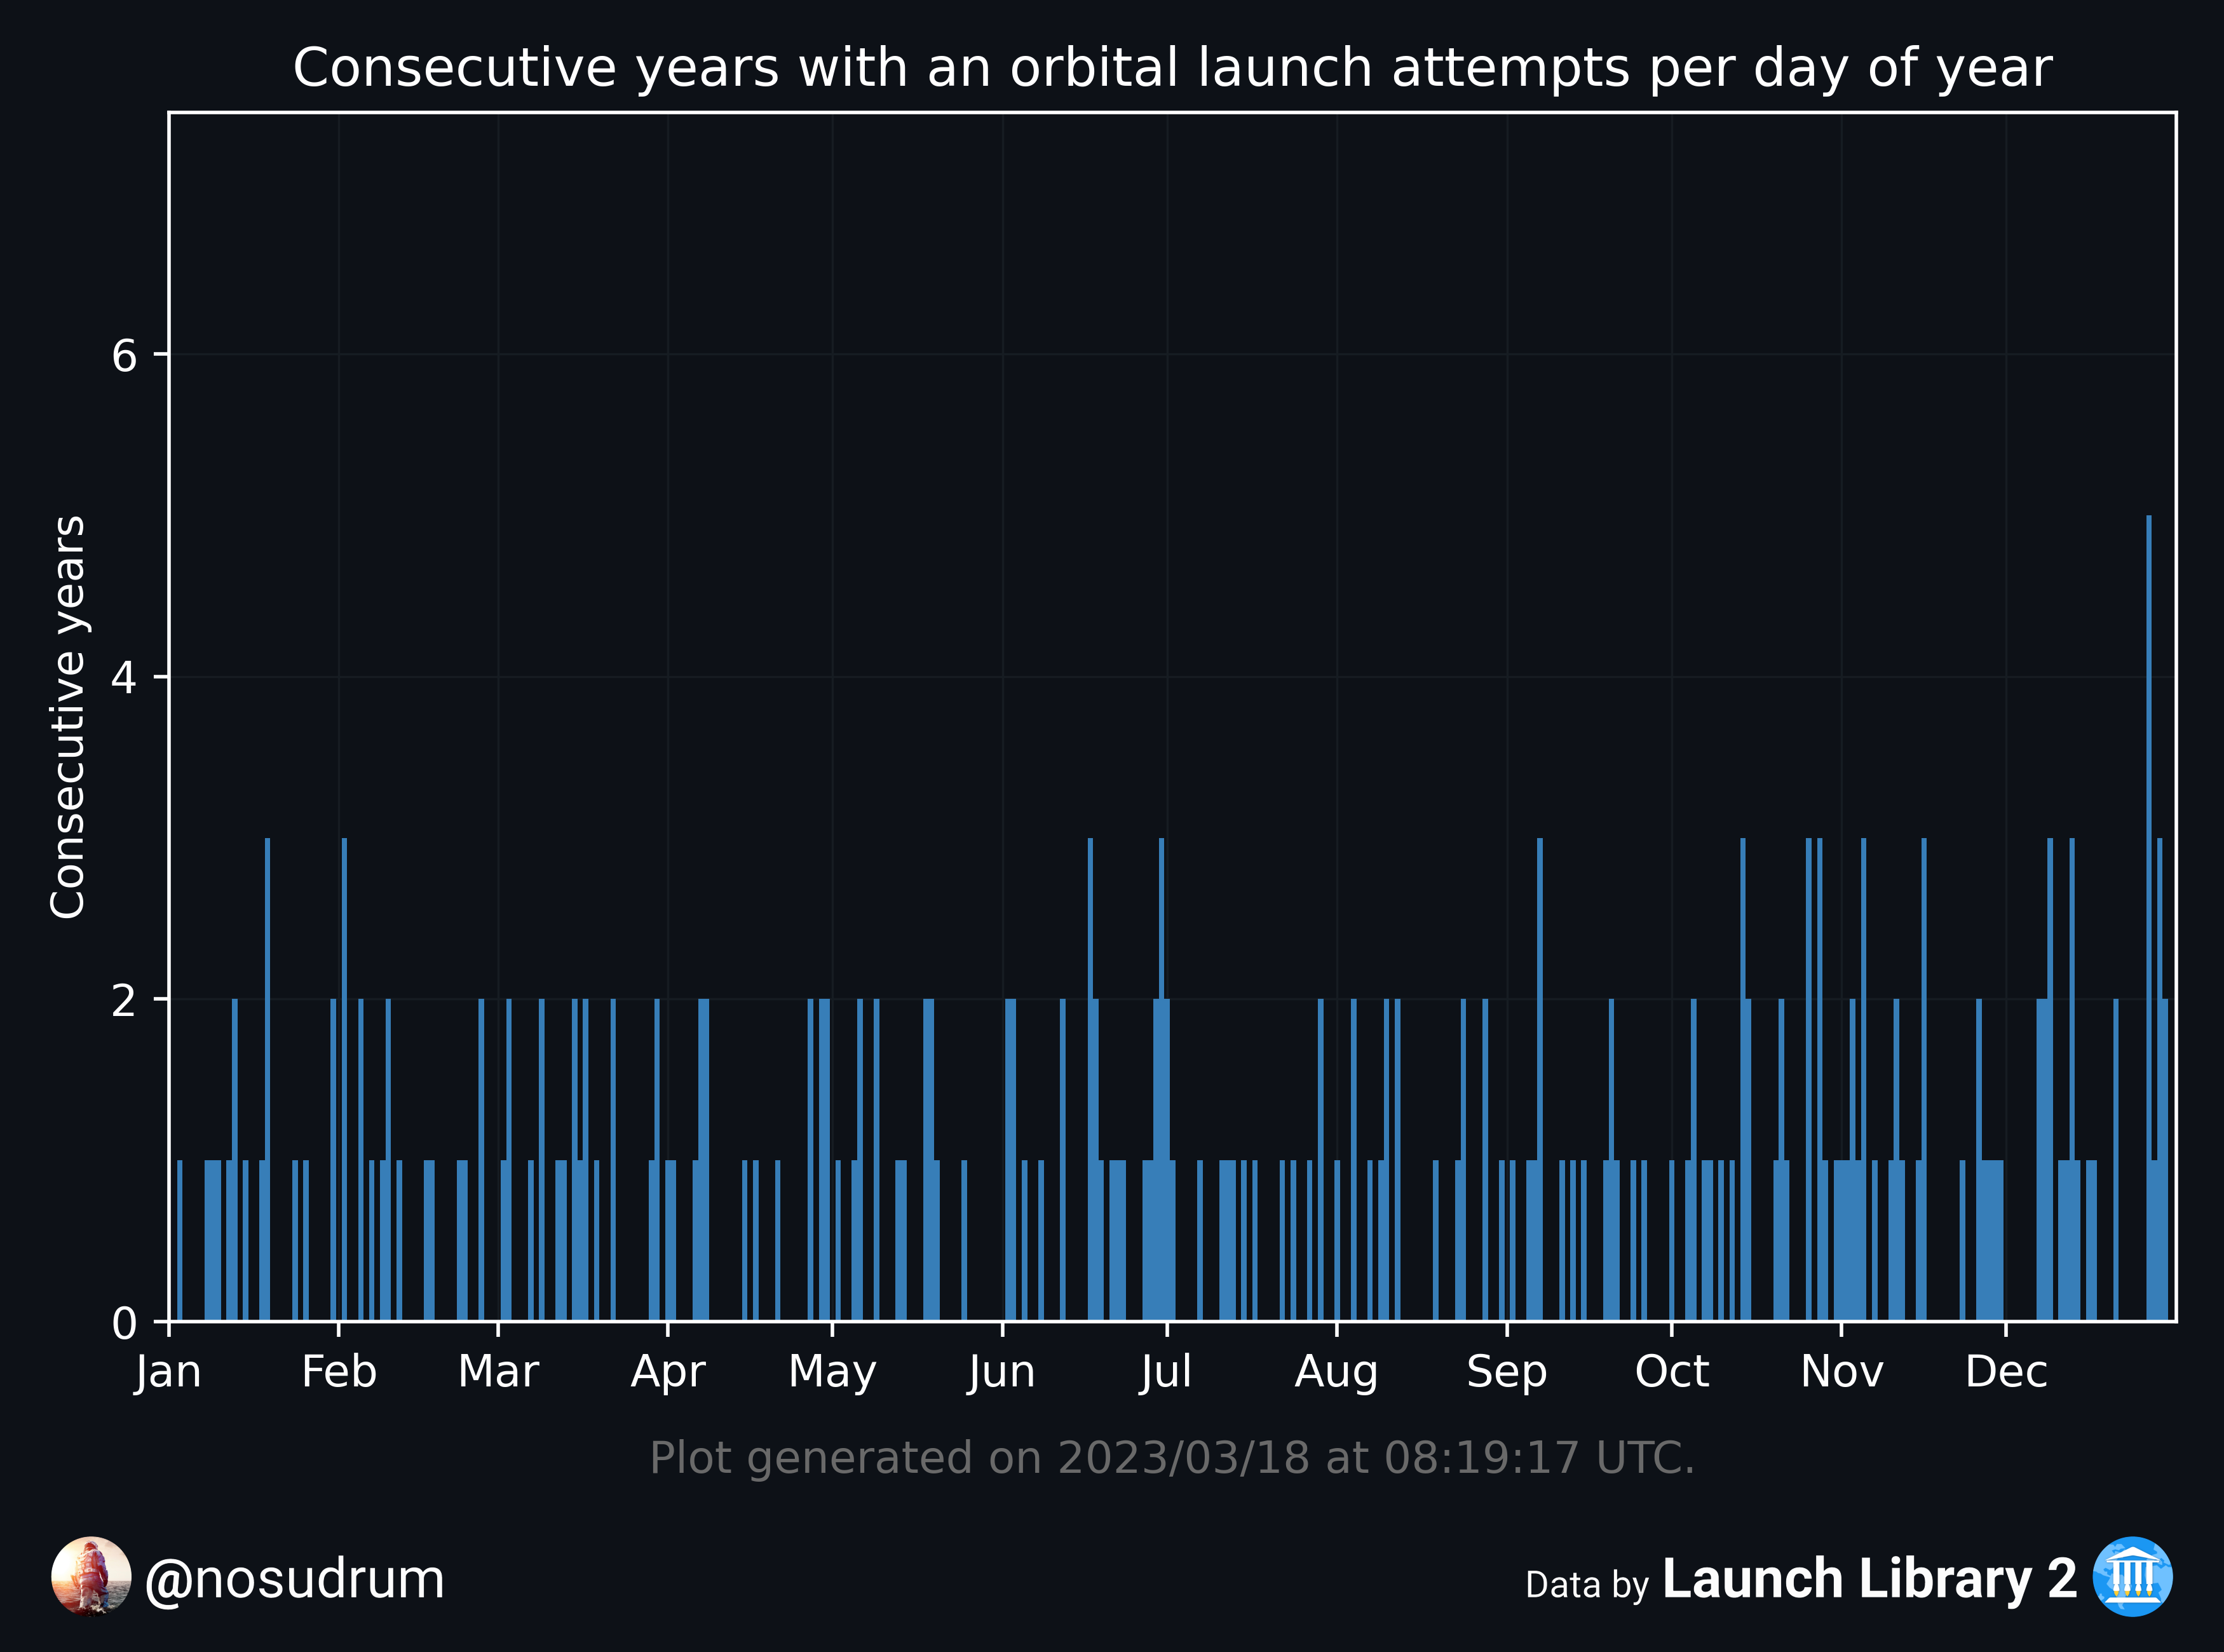 Consecutive years with an orbital launch attempts per day of year
Consecutive years
6
4
2
0
Jan Feb Mar Apr May Jun Jul Aug Sep Oct Nov Dec
Plot generated on 2023/03/18 at 08:19:17 UTC.
@nosudrum
Data by Launch Library 2